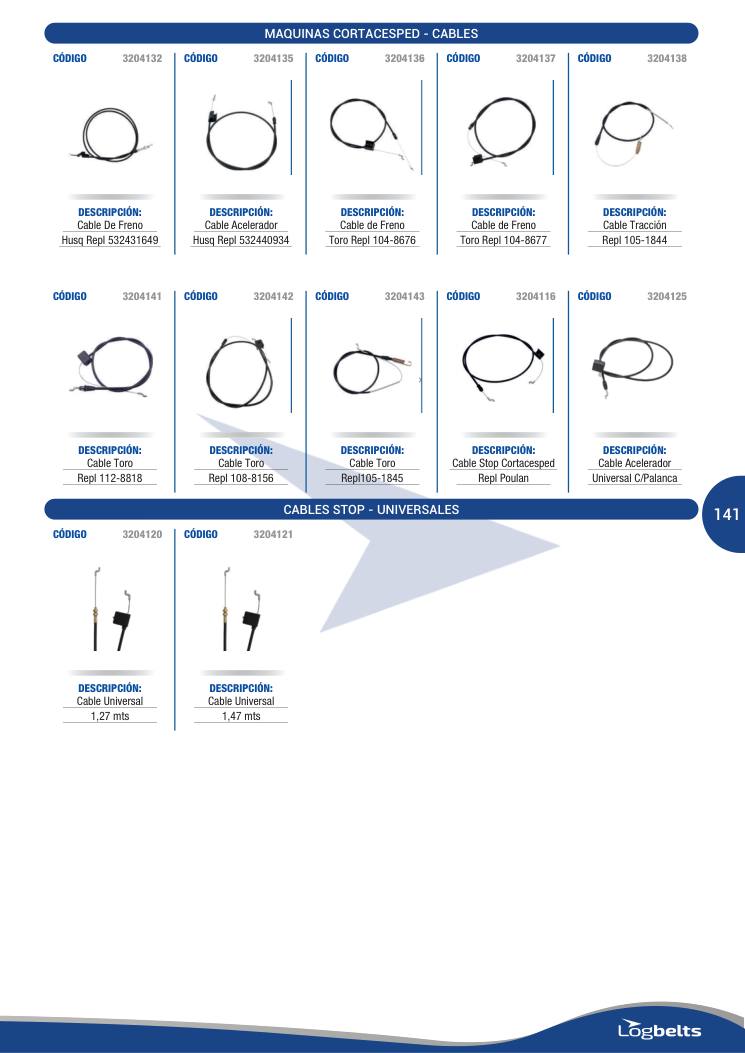 MAQUINAS CORTACESPED - CABLES
CÓDIGO 3204132
CÓDIGO 3204135
CÓDIGO 3204136
CÓDIGO 3204137
CÓDIGO 3204138
DESCRIPCIÓN:
Cable De Freno
Husq Repl 532431649
DESCRIPCIÓN:
Cable Acelerador
Husq Repl 532440934
DESCRIPCIÓN:
Cable de Freno
Toro Repl 104-8676
DESCRIPCIÓN:
Cable de Freno
Toro Repl 104-8677
DESCRIPCIÓN:
Cable Tracción
Repl 105-1844
CÓDIGO 3204141
CÓDIGO 3204142
CÓDIGO 3204143
CÓDIGO 3204116
CÓDIGO 3204125
DESCRIPCIÓN:
Cable Toro
Repl 112-8818
DESCRIPCIÓN:
Cable Toro
Repl 108-8156
DESCRIPCIÓN:
Cable Toro
Repl105-1845
DESCRIPCIÓN:
Cable Stop Cortacesped
Repl Poulan
DESCRIPCIÓN:
Cable Acelerador
Universal C/Palanca
141
CABLES STOP - UNIVERSALES
CÓDIGO 3204120
CÓDIGO 3204121
DESCRIPCIÓN:
Cable Universal
1,27 mts
DESCRIPCIÓN:
Cable Universal
1,47 mts
Logbelts